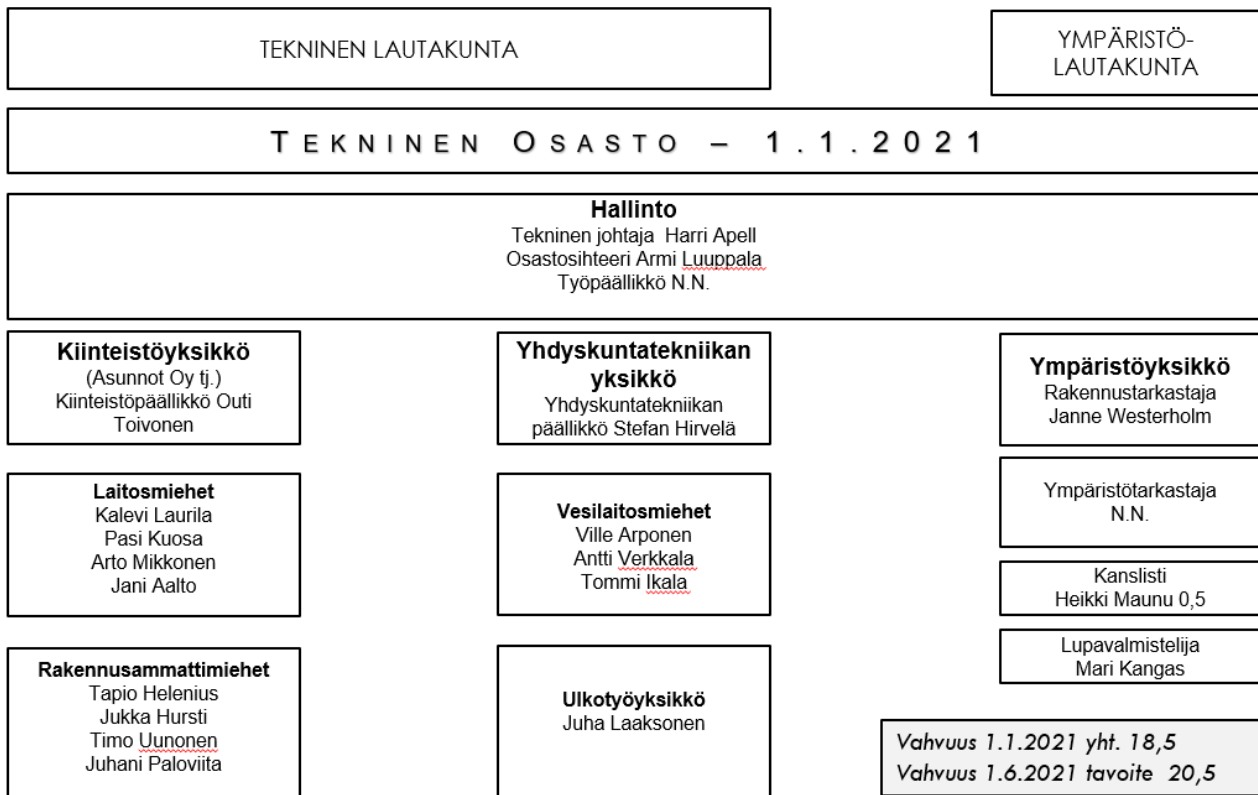 TEKNINEN LAUTAKUNTA
YMPÄRISTÖ-
LAUTAKUNTA
TEKNINEN OSASTO – 1.1.2021
Hallinto
Tekninen johtaja Harri Apell
Osastosihteeri Armi Luuppala
Työpäällikkö N.N.
Kiinteistöyksikkö
(Asunnot Oy tj.)
Kiinteistöpäällikkö Outi
Toivonen
Laitosmiehet
Kalevi Laurila
Pasi Kuosa
Arto Mikkonen
Jani Aalto
Rakennusammattimiehet
Tapio Helenius
Jukka Hursti
Timo Uunonen
Juhani Paloviita
Yhdyskuntatekniikan
yksikkö
Yhdyskuntatekniikan
päällikkö Stefan Hirvelä
Vesilaitosmiehet
Ville Arponen
Antti Verkkala
Tommi Ikala
Ulkotyöyksikkö
Juha Laaksonen
Ympäristöyksikkö
Rakennustarkastaja
Janne Westerholm
Ympäristötarkastaja
N.N.
Kanslisti
Heikki Maunu 0,5
Lupavalmistelija
Mari Kangas
Vahvuus 1.1.2021 yht. 18,5
Vahvuus 1.6.2021 tavoite 20,5